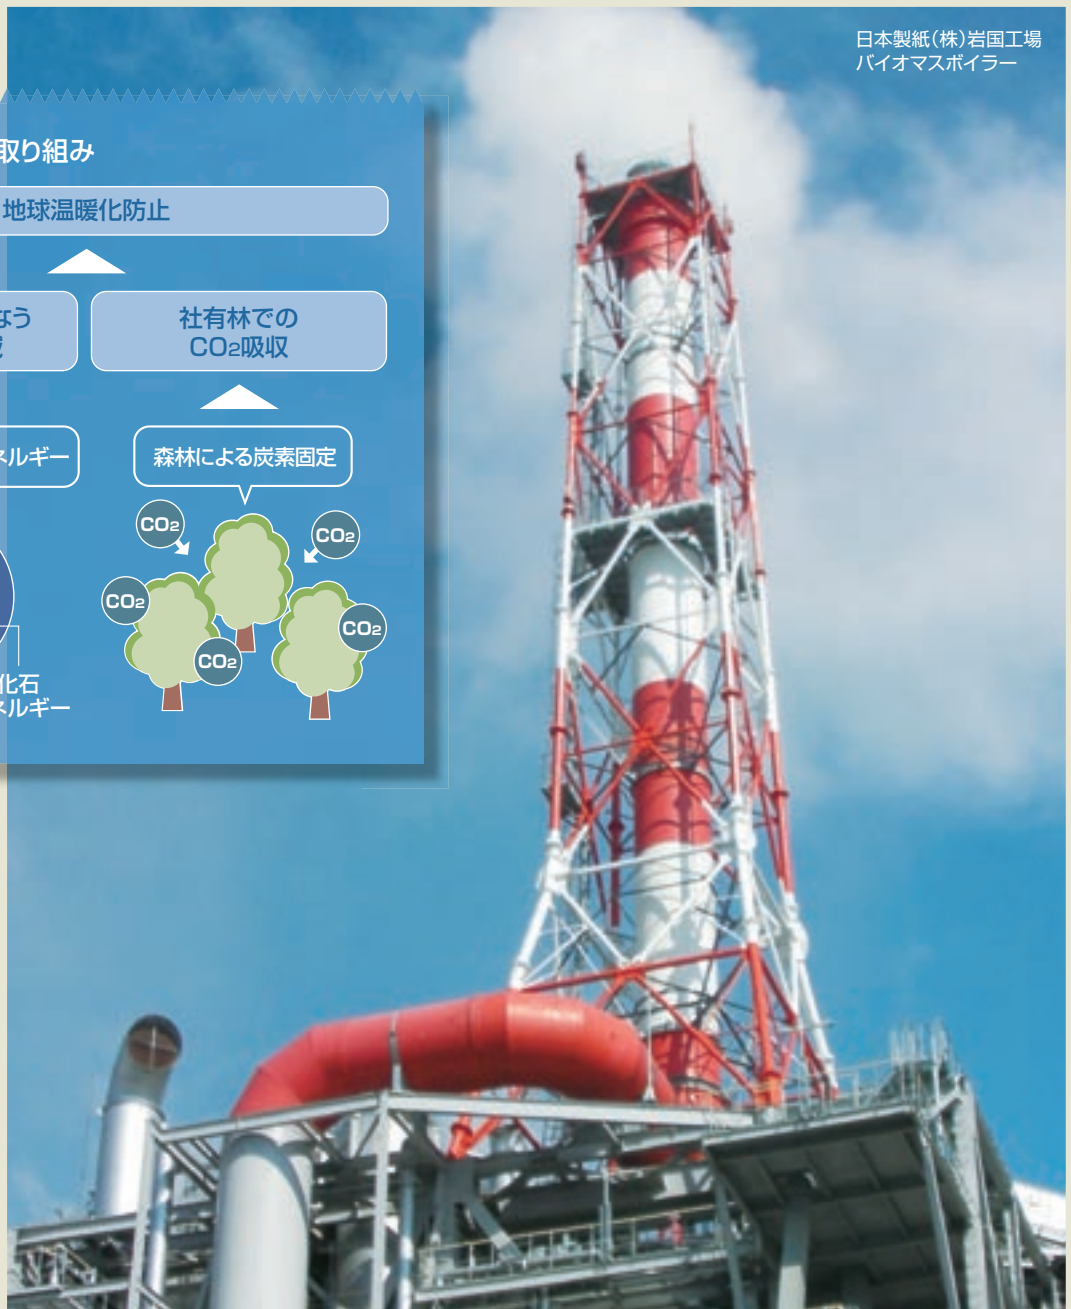 日本製紙(株)岩国工場
バイオマスボイラー
取り組み
地球温暖化防止
なう
社有林での
CO2吸収
ネルギー
森林による炭素固定
CO2
CO2
CO2
CO2
CO2
化石
ネルギー